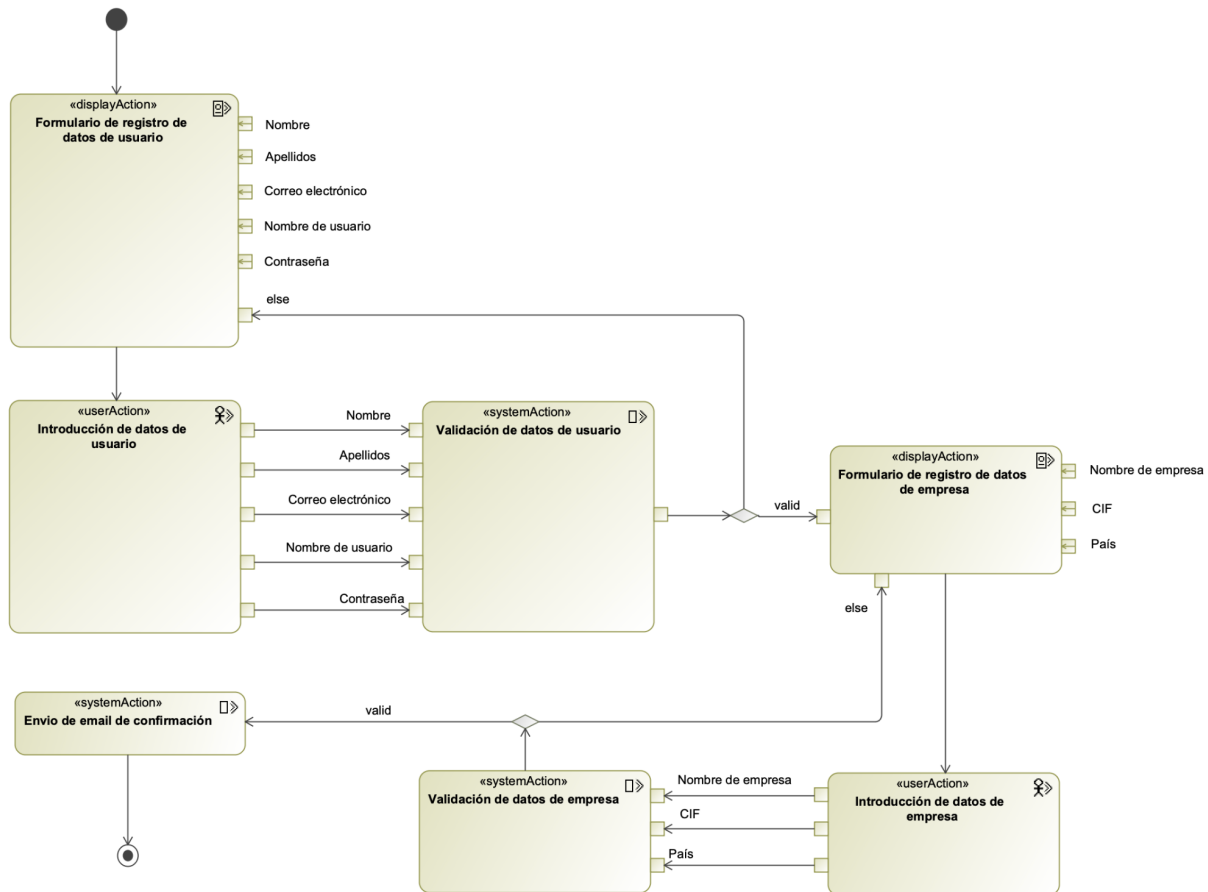 «displayAction»
Formulario de registro de
datos de usuario
Nombre
Apellidos
Correo electrónico
Nombre de usuario
Contraseña
else
«userAction»
Introducción de datos de
usuario
Nombre
Apellidos
Correo electrónico
Nombre de usuario
Contraseña
«systemAction»
Validación de datos de usuario
valid
«displayAction»
Formulario de registro de datos
de empresa
Nombre de empresa
CIF
País
else
«systemAction»
Envio de email de confirmación
valid
«systemAction»
Validación de datos de empresa
Nombre de empresa
CIF
País
«userAction»
Introducción de datos de
empresa